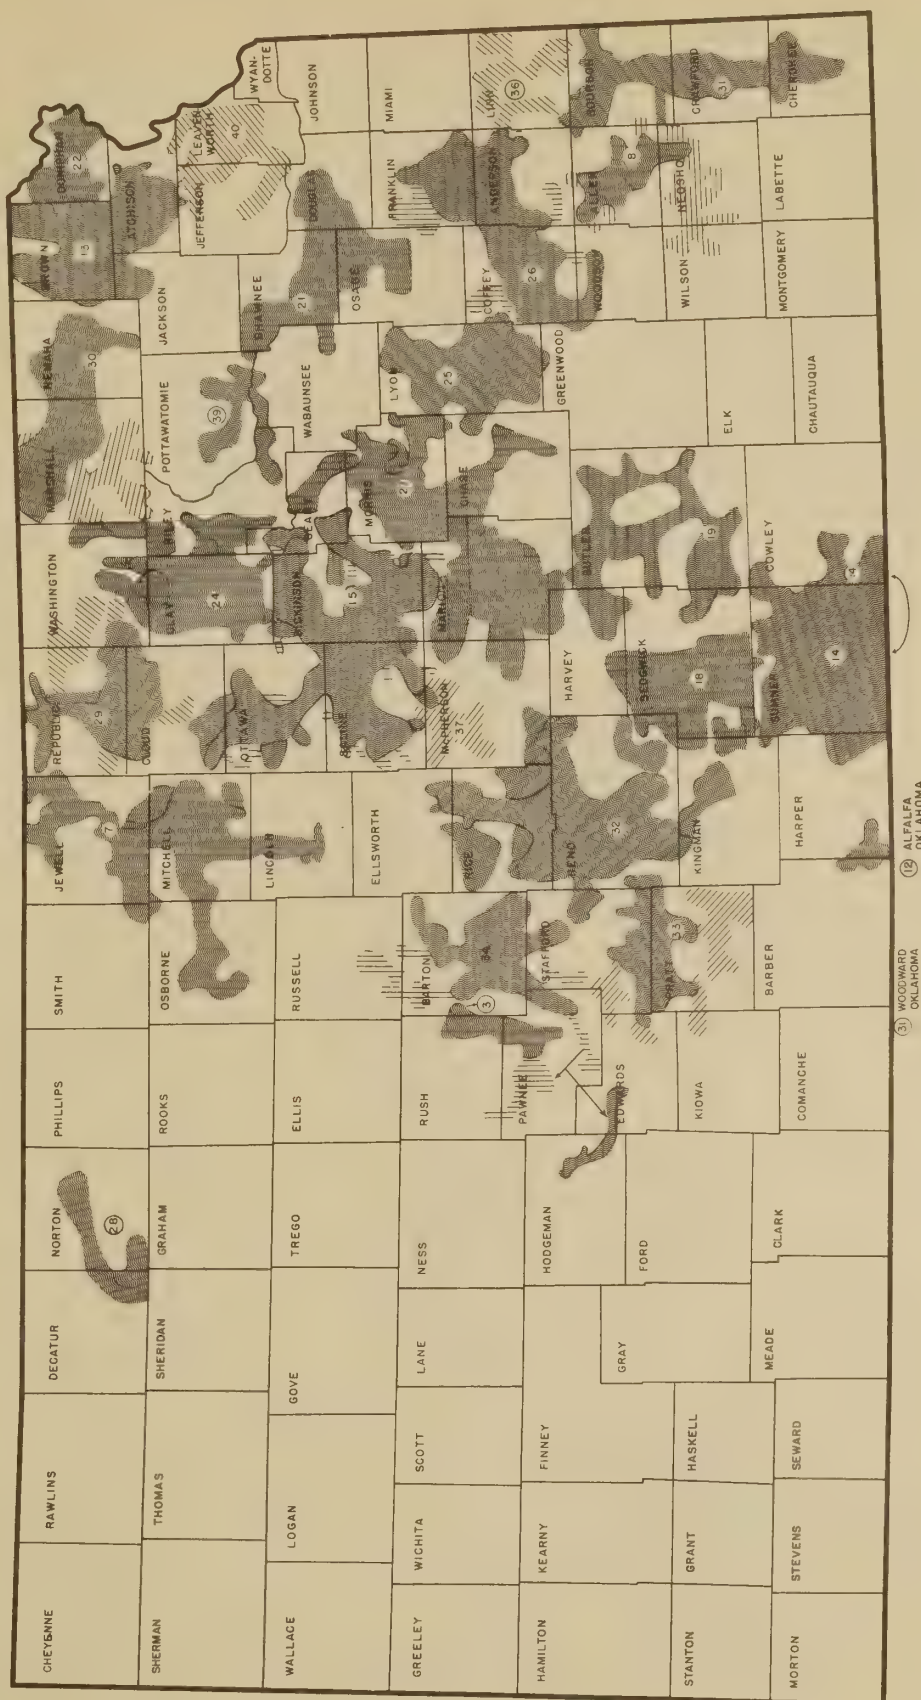 CHEYENNE
RAWLINS
DECATUR
NORTON
PHILLIPS
SMITH
JEWELL
REPUBLIC
WASHINGTON
MARSHALL
NEMAHA
BROWN
DONIPHAN
28
7
29
30
13
22
SHERMAN
THOMAS
SHERIDAN
GRAHAM
ROOKS
OSBORNE
MITCHELL
CLOUD
CLAY
RILEY
POTTAWATOMIE
JACKSON
ATCHISON
24
39
JEFFERSON
LEAVEN-
WORTH
40
WYAN-
DOTTE
WALLACE
LOGAN
GOVE
TREGO
ELLIS
RUSSELL
LINCOLN
OTTAWA
DICKINSON
GEARY
WABAUNSEE
SHAWNEE
DOUGLAS
JOHNSON
15
21
ELLSWORTH
SALINE
1
MORRIS
20
OSAGE
FRANKLIN
MIAMI
GREELEY
WICHITA
SCOTT
LANE
NESS
RUSH
BARTON
RICE
MCPHERSON
37
MARION
CHASE
LYON
25
COFFEY
26
ANDERSON
LINN
36
3
34
HAMILTON
KEARNY
FINNEY
HODGEMAN
PAWNEE
STAFFORD
RENO
32
HARVEY
BUTLER
19
GREENWOOD
WOODSON
ALLEN
8
BOURBON
GRAY
FORD
EDWARDS
PRATT
33
KINGMAN
SEDGWICK
18
STANTON
GRANT
HASKELL
KIOWA
ELK
WILSON
NEOSHO
CRAWFORD
31
MORTON
STEVENS
SEWARD
MEADE
CLARK
COMANCHE
BARBER
HARPER
SUMNER
14
COWLEY
4
CHAUTAUQUA
MONTGOMERY
LABETTE
CHEROKEE
31 WOODWARD
OKLAHOMA
12 ALFALFA
OKLAHOMA